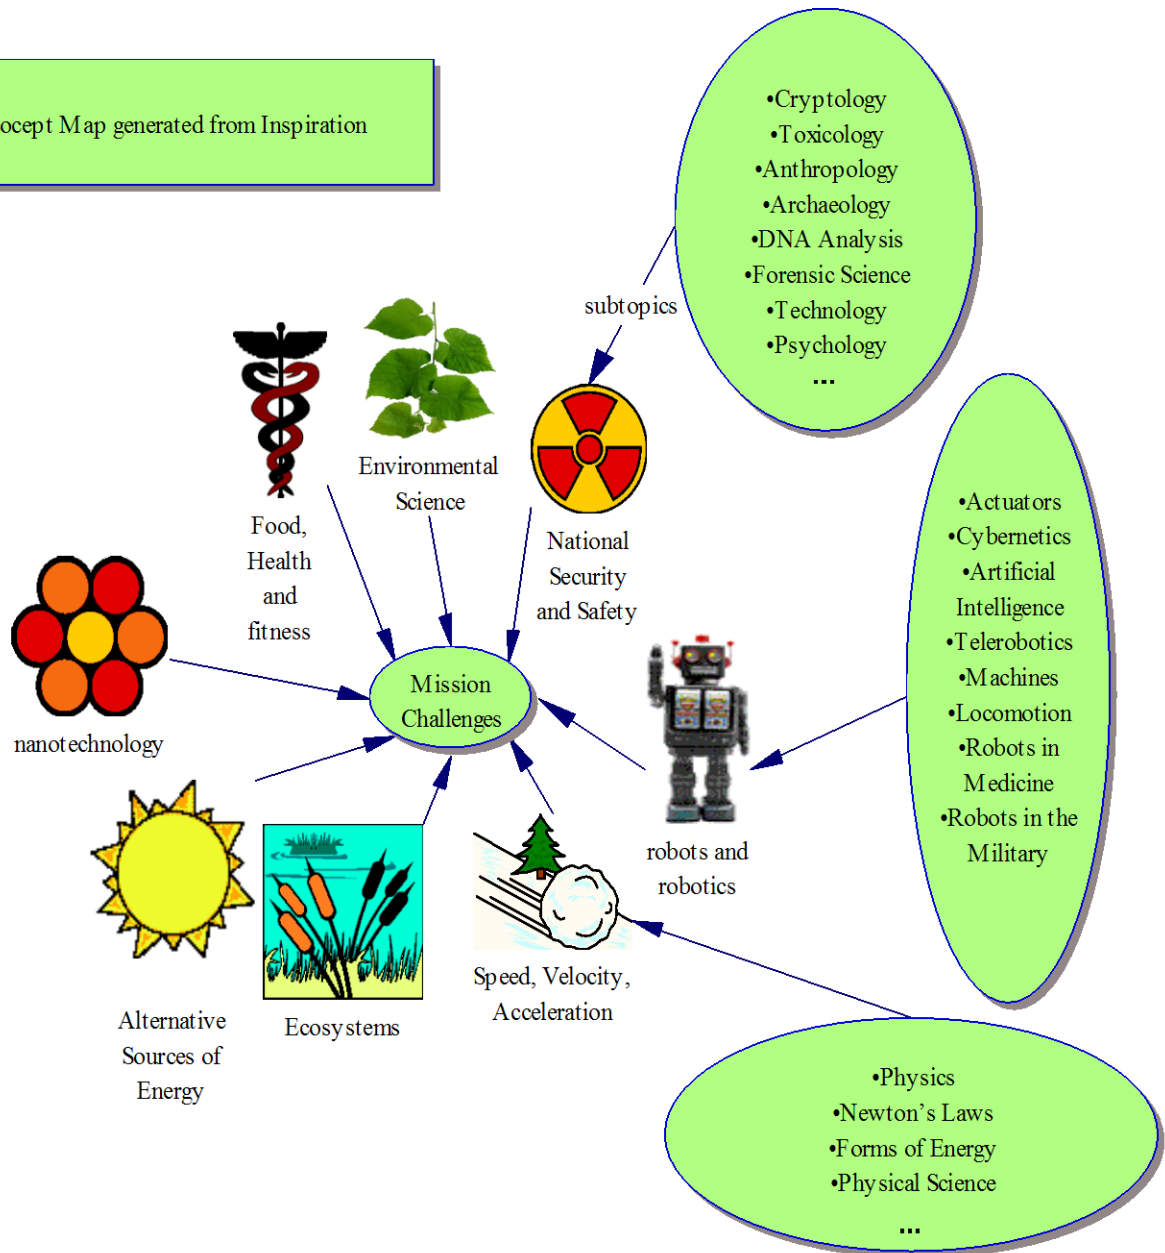 ocept Map generated from Inspiration
•Cryptology
•Toxicology
•Anthropology
•Archaeology
•DNA Analysis
•Forensic Science
•Technology
•Psychology
...
subtopics
Environmental
Science
Food,
Health
and
fitness
National
Security
and Safety
•Actuators
•Cybernetics
•Artificial
Intelligence
•Telerobotics
•Machines
•Locomotion
•Robots in
Medicine
•Robots in the
Military
Mission
Challenges
nanotechnology
robots and
robotics
Speed, Velocity,
Acceleration
Ecosystems
Alternative
Sources of
Energy
•Physics
•Newton’s Laws
•Forms of Energy
•Physical Science
...